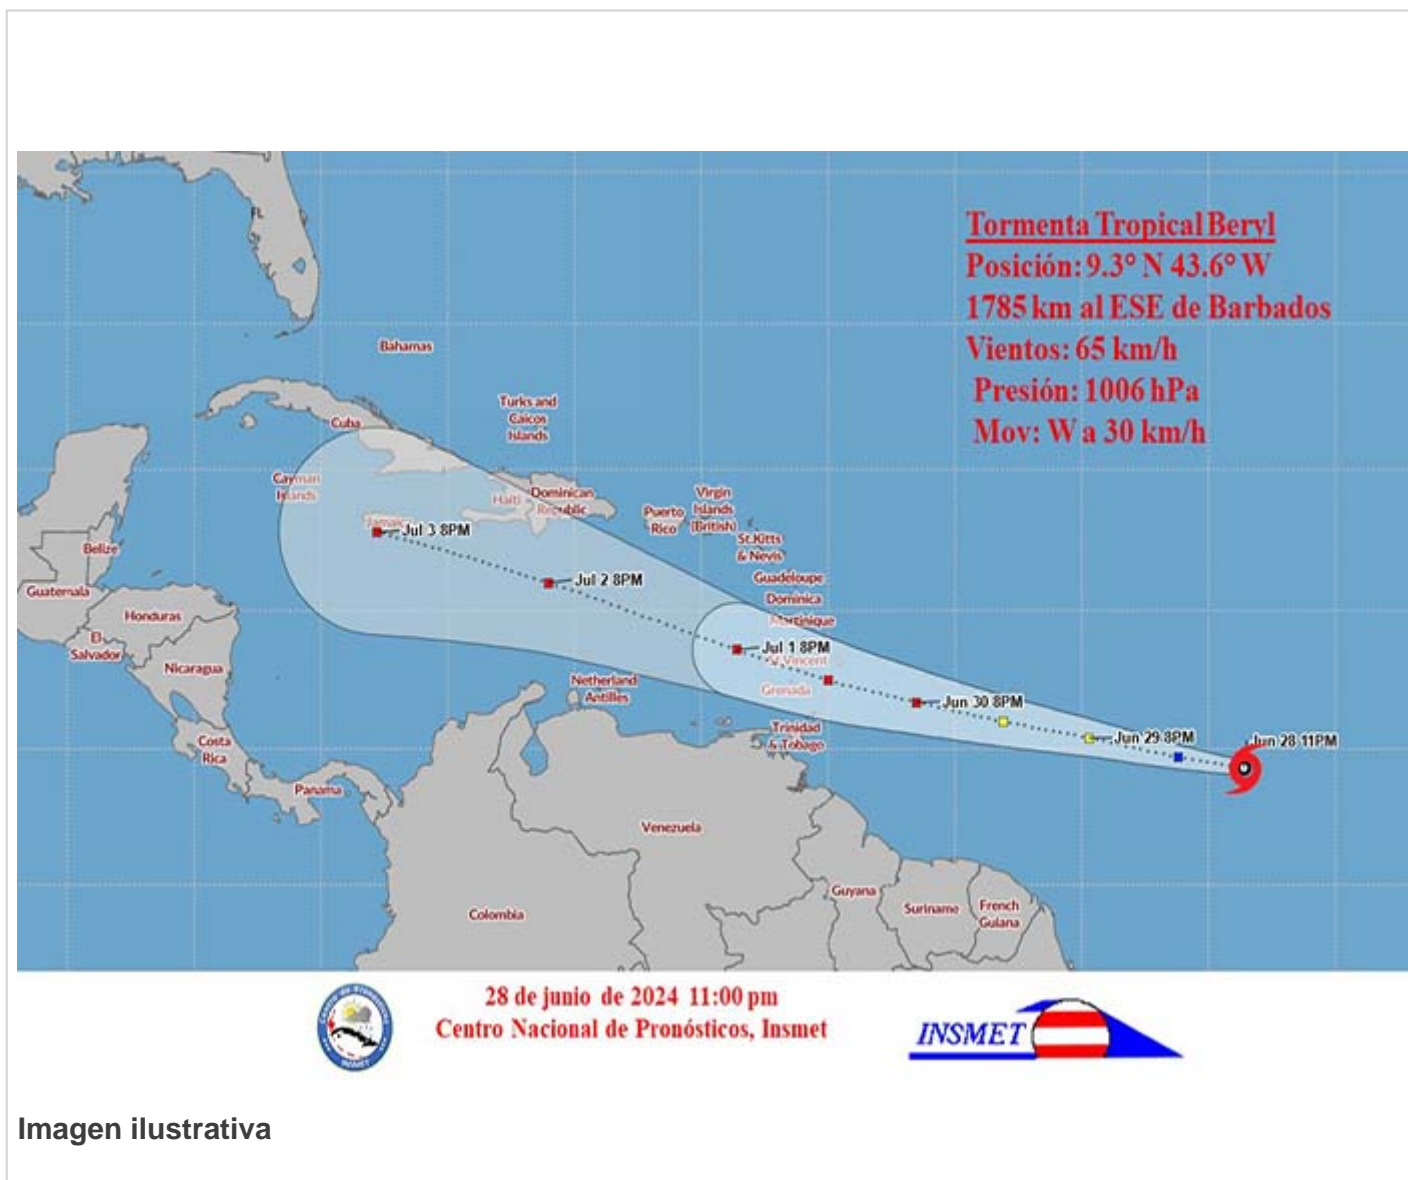 FL
Tormenta Tropical Beryl
Posición: 9.3° N 43.6° W
1785 km al ESE de Barbados
Vientos: 65 km/h
Presión: 1006 hPa
Mov: W a 30 km/h
Bahamas
Turks and
Caicos
Islands
Cuba
Cayman
Islands
Haiti
Dominican
Republic
Puerto
Rico
Virgin
Islands
(British)
St.Kitts
& Nevis
Jamaic
Jul 3 8PM
Belize
Guatemala
Jul 2 8PM
Guadeloupe
Dominica
Martinique
Honduras
El
Salvador
Jul 1 8PM
St Vincent
Nicaragua
Netherland
Antilles
Grenada
Jun 30 8PM
Trinidad
& Tobago
Jun 29 8PM
Jun 28 11PM
Costa
Rica
Panama
Venezuela
Colombia
Guyana
Suriname
French
Guiana
28 de junio de 2024 11:00 pm
Centro Nacional de Pronósticos, Insmet
Centro de Pronósticos
INSMET
INSMET
Imagen ilustrativa